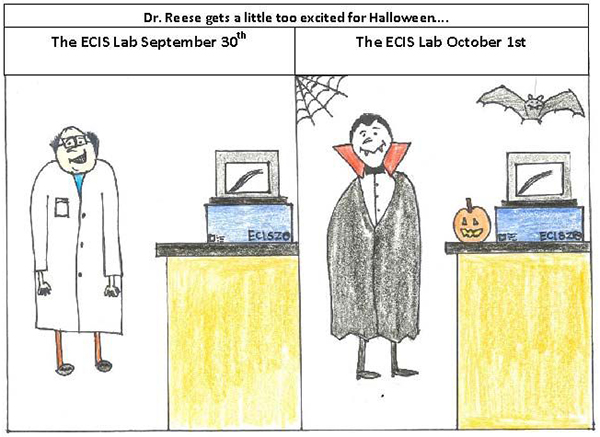 Dr. Reese gets a little too excited for Halloween....
The ECIS Lab September 30th
The ECIS Lab October 1st
ECISZθ
ECISZθ